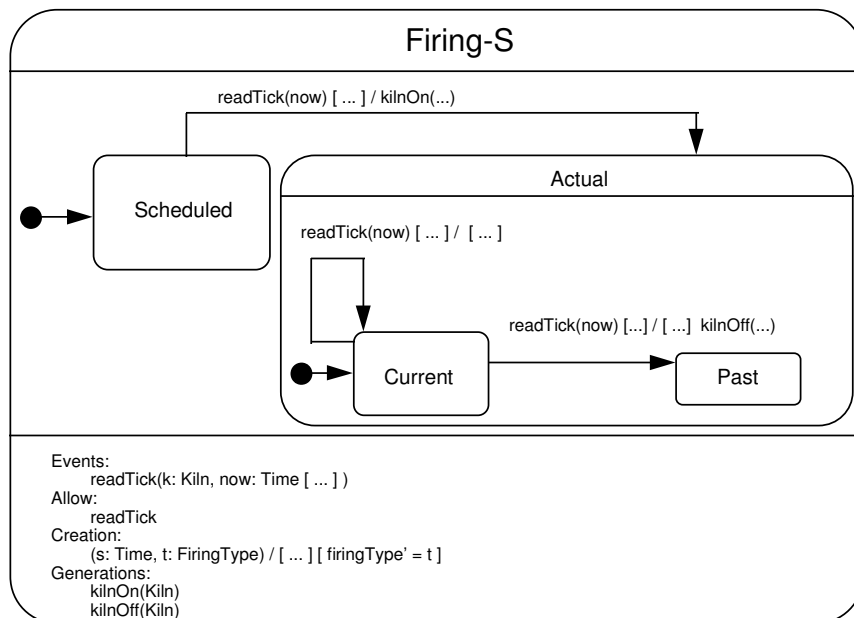 Firing-S
readTick(now) [ ... ] / kilnOn(...)
Scheduled
Actual
readTick(now) [ ... ] / [ ... ]
readTick(now) [...] / [ ...] kilnOff(...)
Current
Past
Events:
readTick(k: Kiln, now: Time [ ... ] )
Allow:
readTick
Creation:
(s: Time, t: FiringType) / [ ... ] [ firingType' = t ]
Generations:
kilnOn(Kiln)
kilnOff(Kiln)